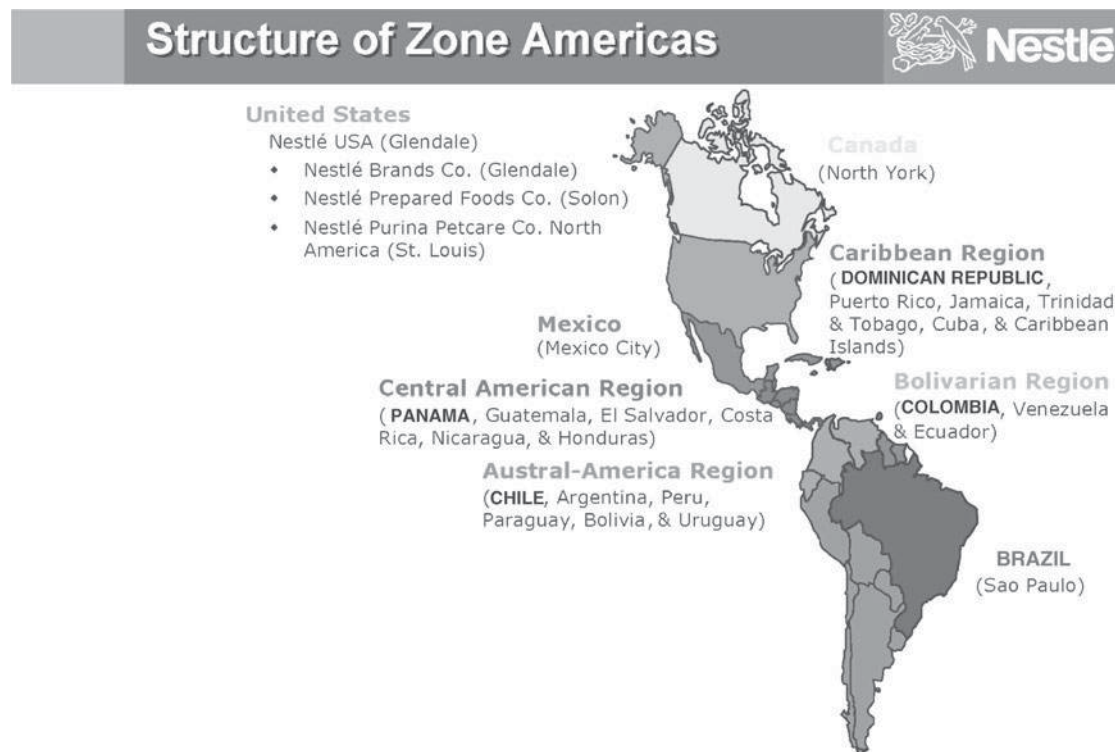 Structure of Zone Americas
Nestlé
United States
Nestlé USA (Glendale)
• Nestlé Brands Co. (Glendale)
• Nestlé Prepared Foods Co. (Solon)
• Nestlé Purina Petcare Co. North
America (St. Louis)
Canada
(North York)
Caribbean Region
( DOMINICAN REPUBLIC,
Puerto Rico, Jamaica, Trinidad
& Tobago, Cuba, & Caribbean
Islands)
Mexico
(Mexico City)
Central American Region
( PANAMA, Guatemala, El Salvador, Costa
Rica, Nicaragua, & Honduras)
Bolivarian Region
(COLOMBIA, Venezuela
& Ecuador)
Austral-America Region
(CHILE, Argentina, Peru,
Paraguay, Bolivia, & Uruguay)
BRAZIL
(Sao Paulo)